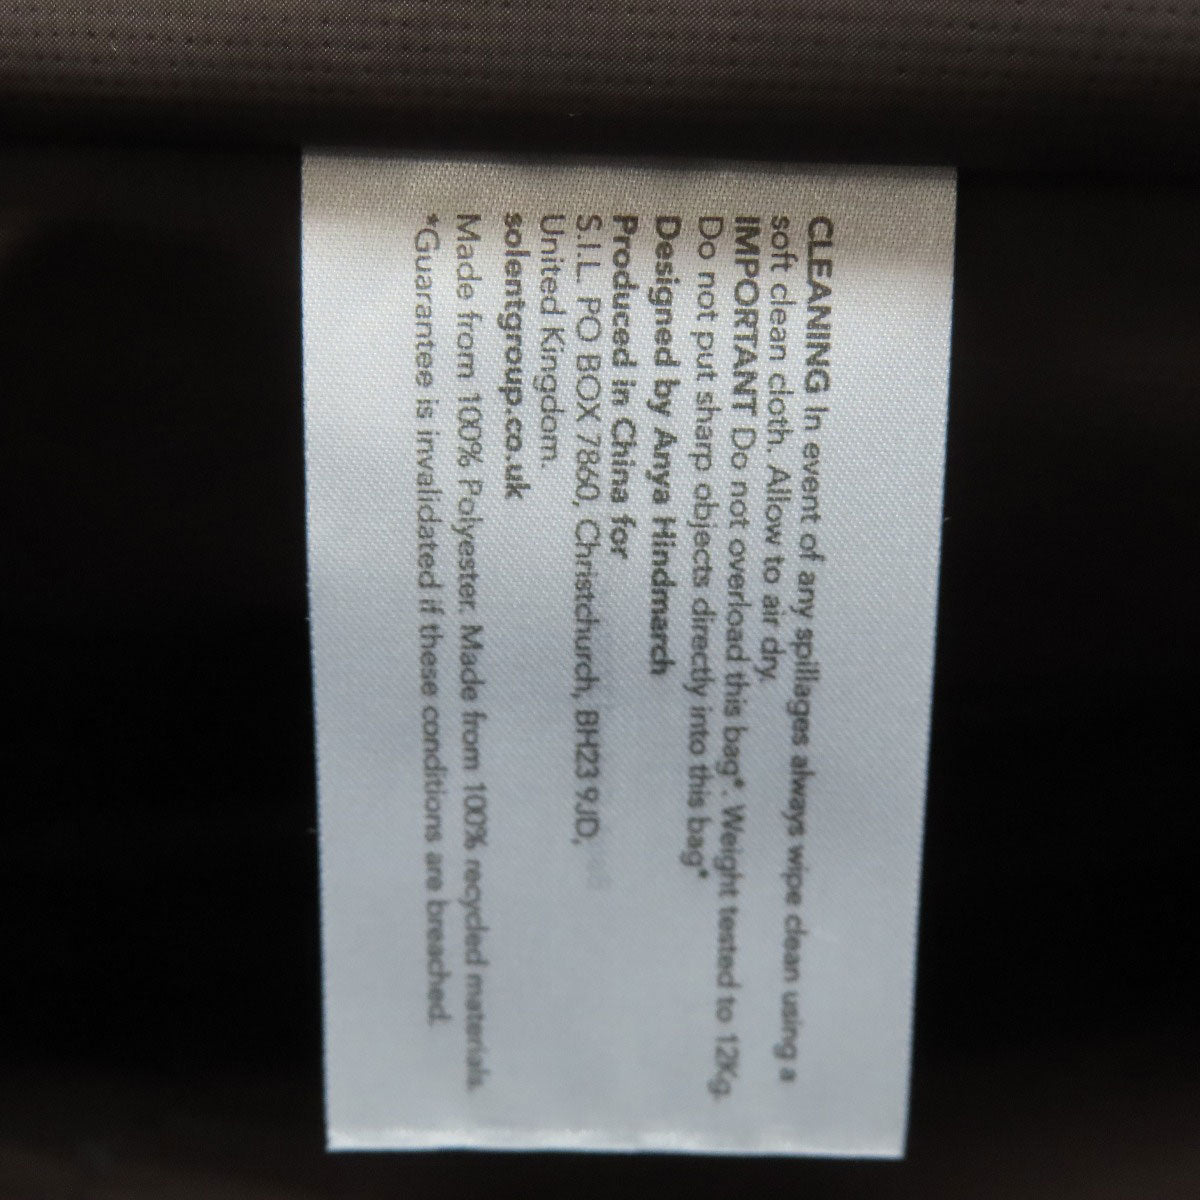 CLEANING In event of any spillages always wipe clean using a
soft clean cloth. Allow to air dry.
IMPORTANT Do not overload this bag*. Weight tested to 12Kg.
Do not put sharp objects directly into this bag*
Designed by Anya Hindmarch
Produced in China for
S.I.L. PO BOX 7860, Christchurch, BH23 9JD,
United Kingdom.
solentgroup.co.uk
Made from 100% Polyester. Made from 100% recycled materials.
*Guarantee is invalidated if these conditions are breached.